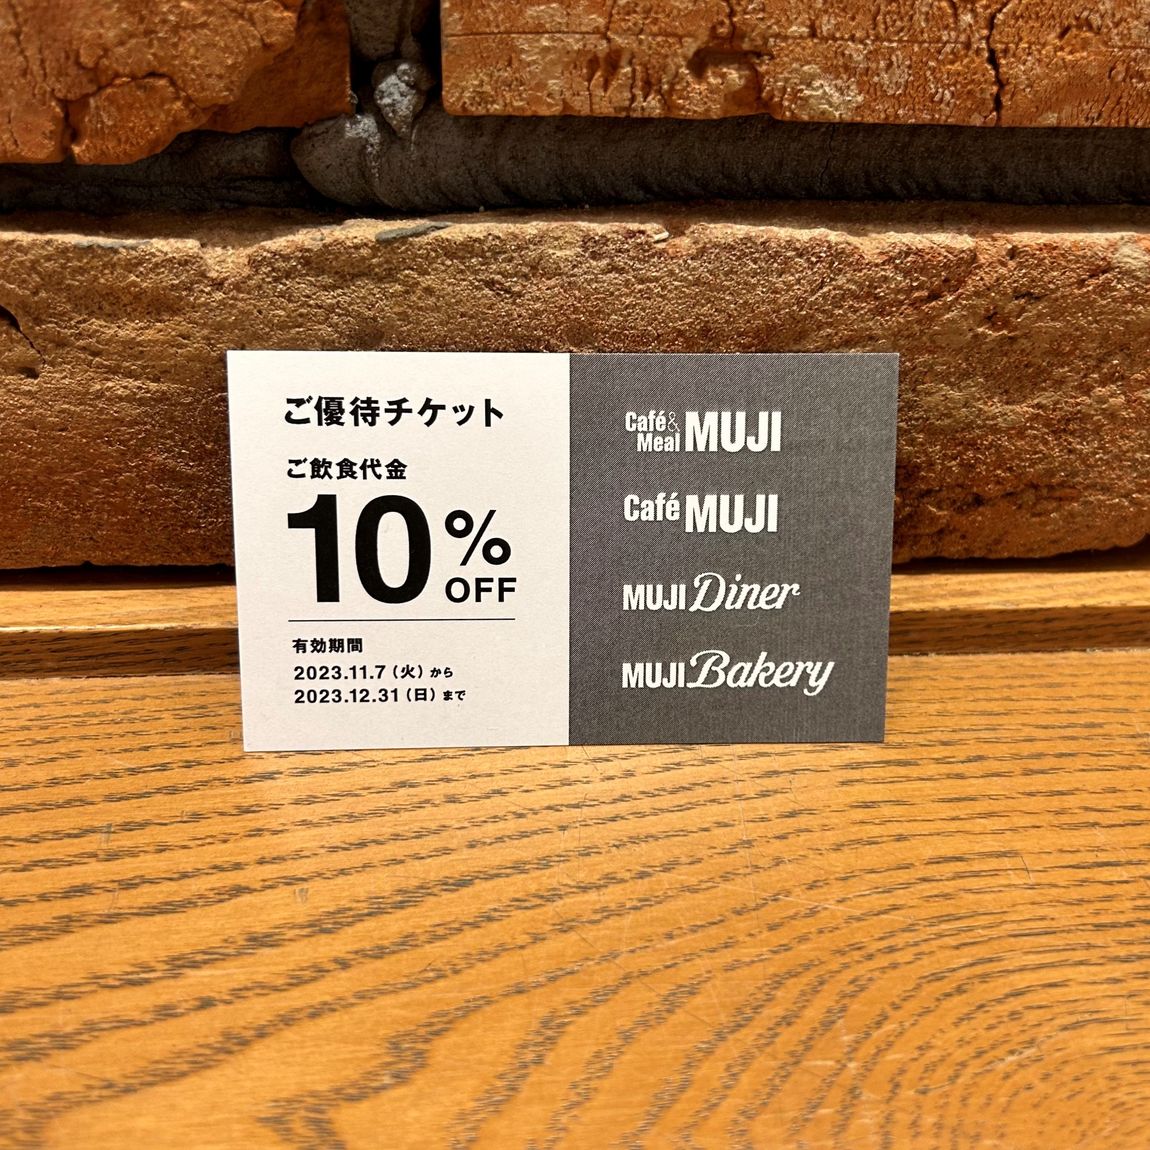 ご優待チケット
ご飲食代金
10%
OFF
有効期間
2023.11.7（火）から
2023.12.31（日）まで
Café&
Meal MUJI
Café MUJI
MUJI Diner
MUJI Bakery